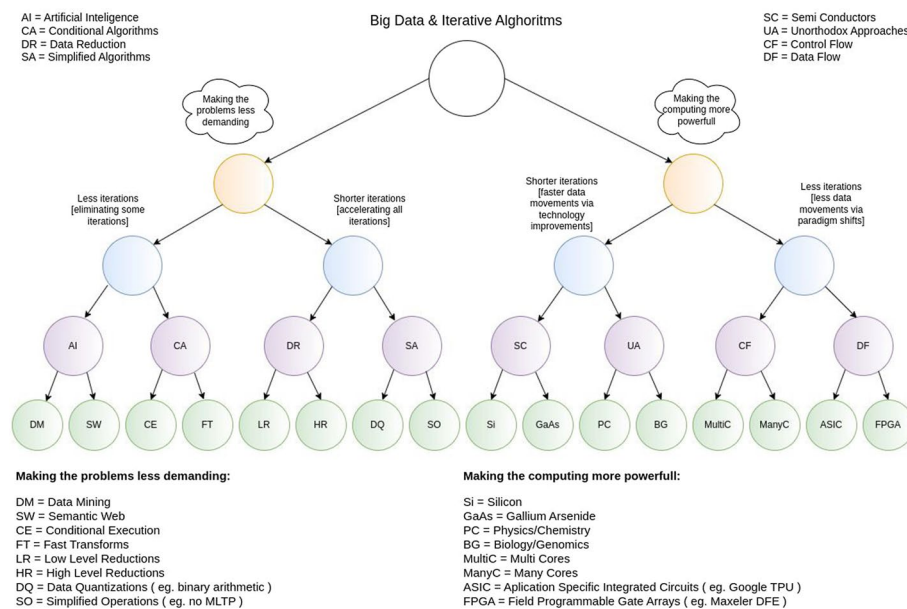 AI = Artificial Inteligence
CA = Conditional Algorithms
DR = Data Reduction
SA = Simplified Algorithms
Big Data & Iterative Alghoritms
SC = Semi Conductors
UA = Unorthodox Approaches
CF = Control Flow
DF = Data Flow
Making the
problems less
demanding
Making the
computing more
powerfull
Less iterations
[eliminating some
iterations]
Shorter iterations
[accelerating all
iterations]
Shorter iterations
[faster data
movements via
technology
improvements]
Less iterations
[less data
movements via
paradigm shifts]
AI
CA
DR
SA
SC
UA
CF
DF
DM
SW
CE
FT
LR
HR
DQ
SO
Si
GaAs
PC
BG
MultiC
ManyC
ASIC
FPGA
Making the problems less demanding:
DM = Data Mining
SW = Semantic Web
CE = Conditional Execution
FT = Fast Transforms
LR = Low Level Reductions
HR = High Level Reductions
DQ = Data Quantizations ( eg. binary arithmetic )
SO = Simplified Operations ( eg. no MLTP )
Making the computing more powerfull:
Si = Silicon
GaAs = Gallium Arsenide
PC = Physics/Chemistry
BG = Biology/Genomics
MultiC = Multi Cores
ManyC = Many Cores
ASIC = Aplication Specific Integrated Circuits ( eg. Google TPU )
FPGA = Field Programmable Gate Arrays ( eg. Maxeler DFE )